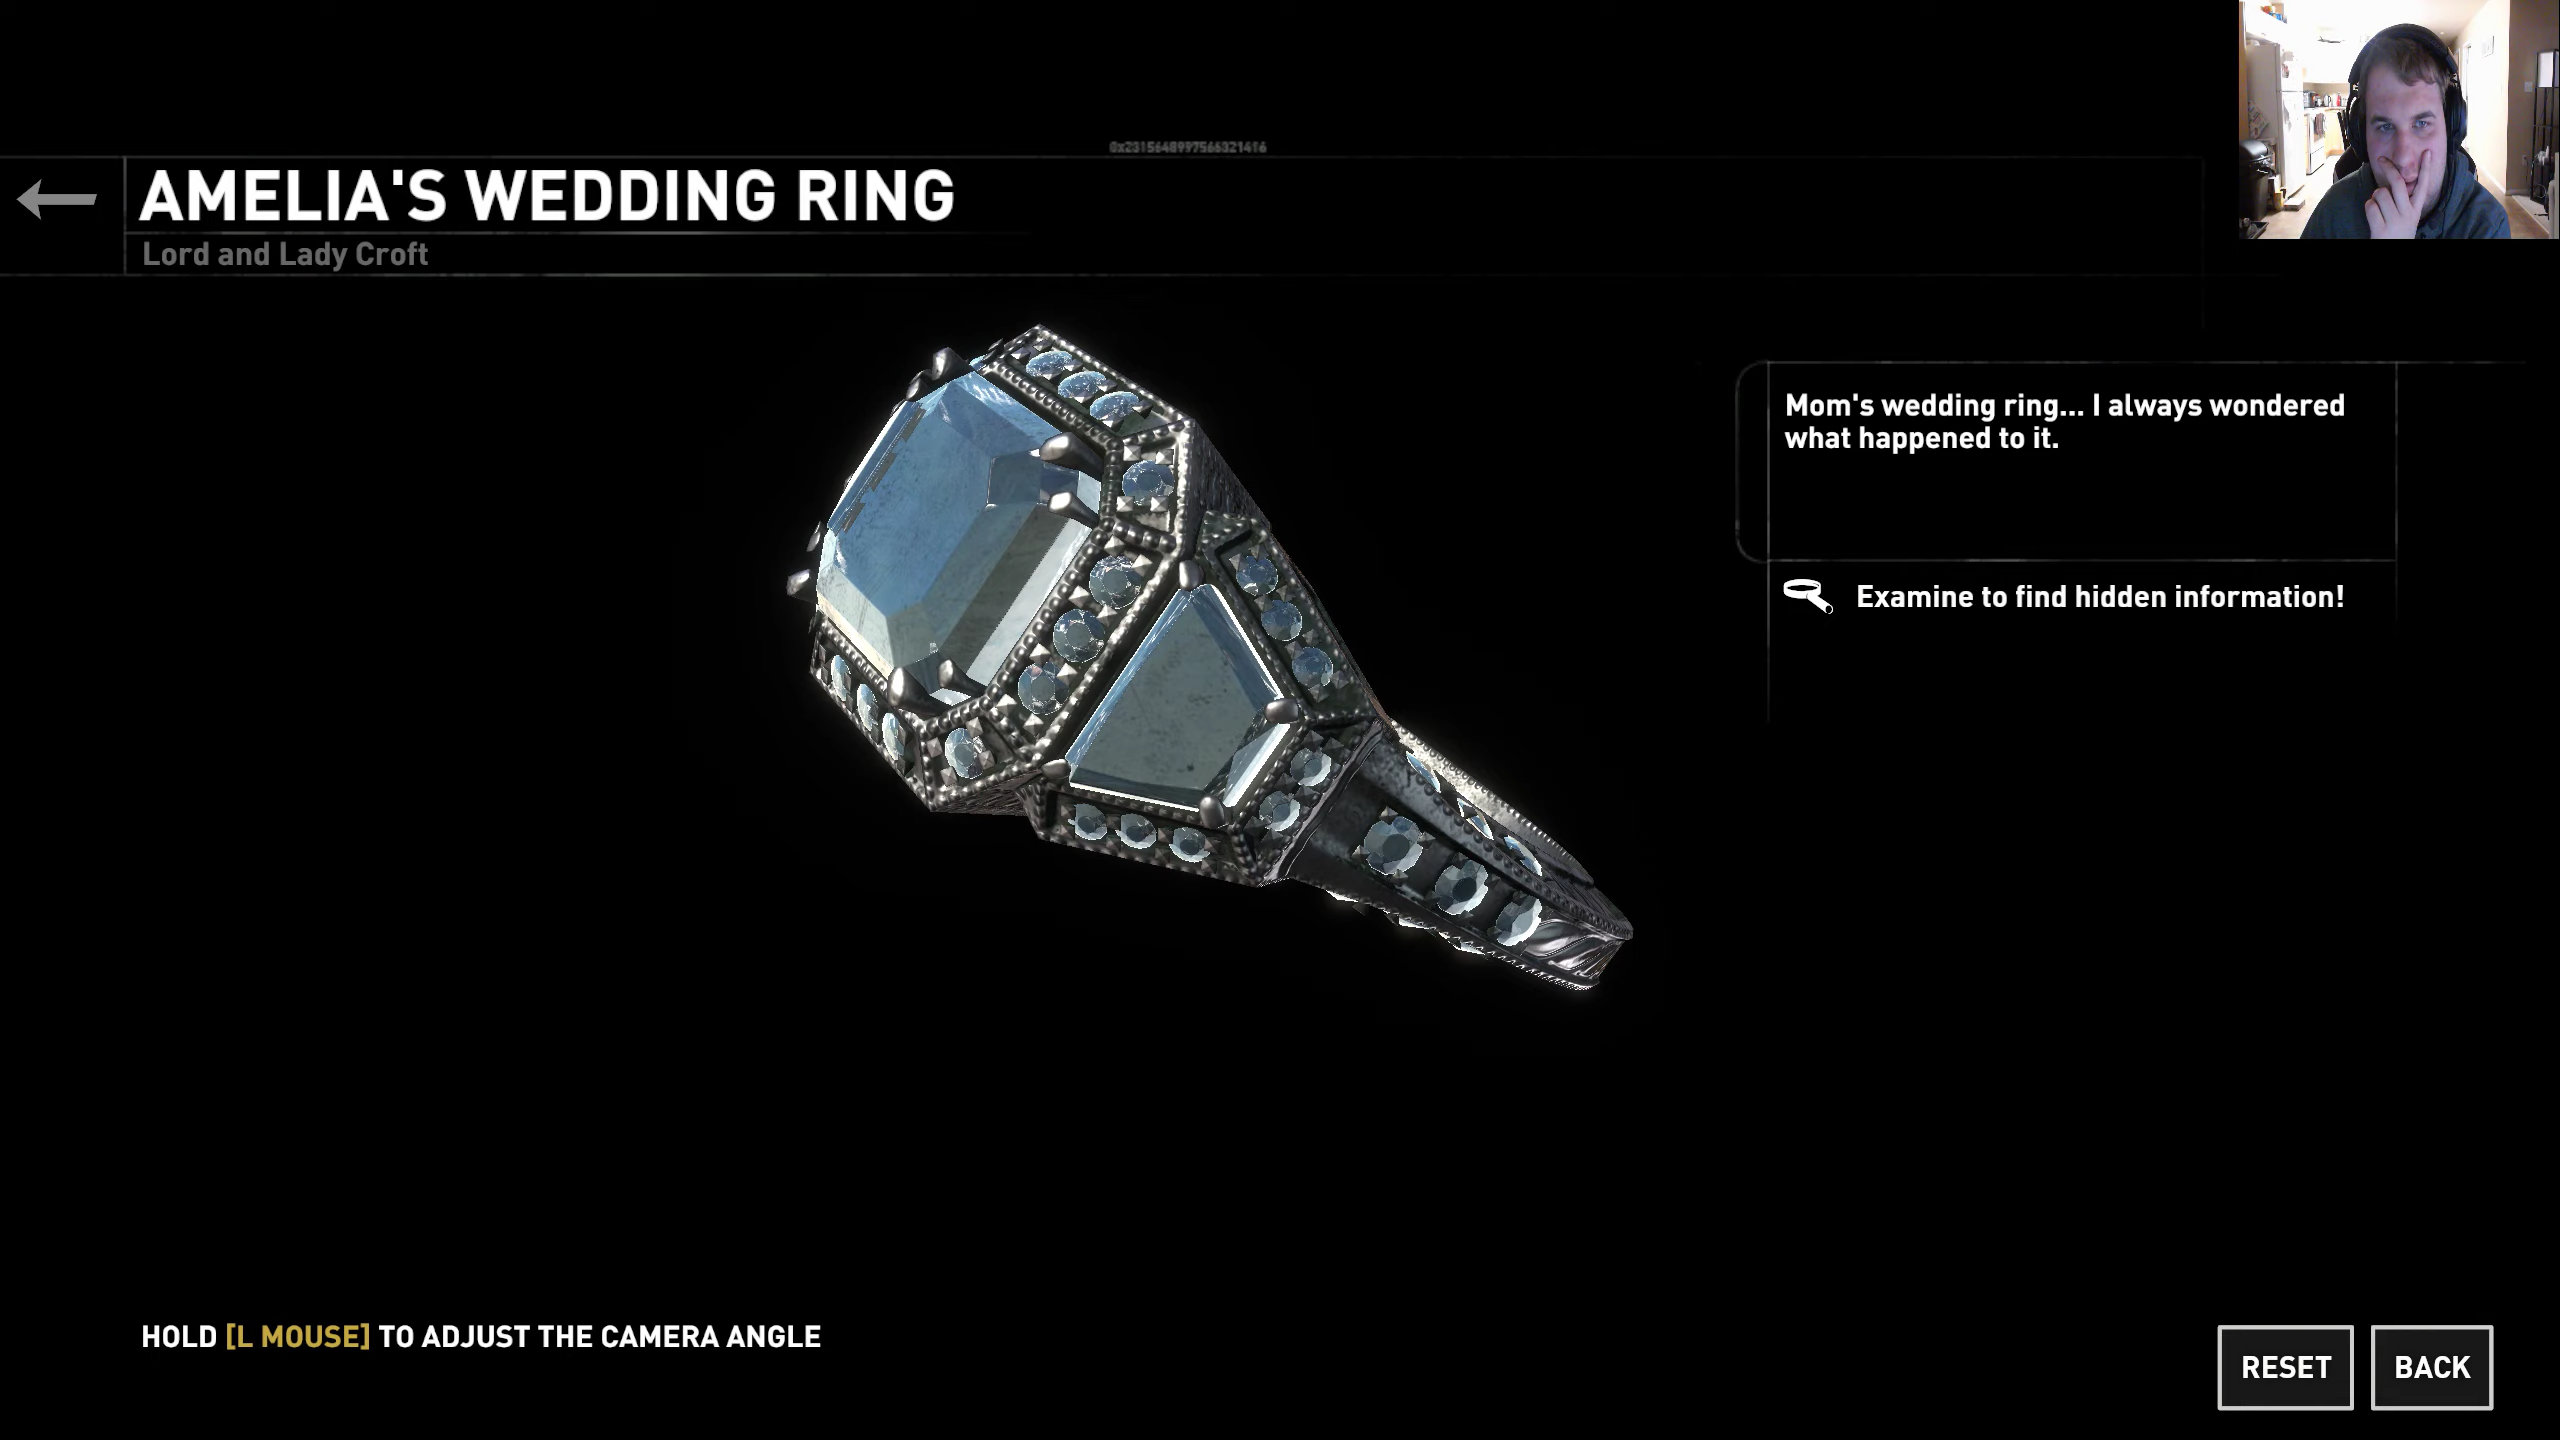 0x2315648997566321416
AMELIA'S WEDDING RING
Lord and Lady Croft
Mom's wedding ring... I always wondered
what happened to it.
Examine to find hidden information!
HOLD [L MOUSE] TO ADJUST THE CAMERA ANGLE
RESET
BACK